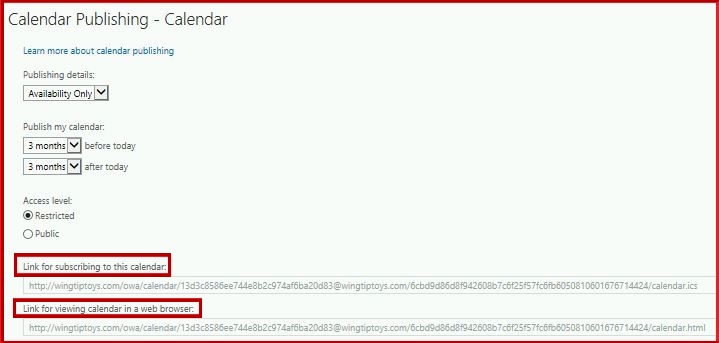 Calendar Publishing - Calendar
Learn more about calendar publishing
Publishing details:
Availability Only
Publish my calendar:
3 months before today
3 months after today
Access level:
Restricted
Public
Link for subscribing to this calendar:
http://wingtiptoys.com/owa/calendar/13d3c8586ee744e8b2c974af6ba20d83@wingtiptoys.com/6cbd9d86d8f942608b7c6f25f57fc6fb6050810601676714424/calendar.ics
Link for viewing calendar in a web browser:
http://wingtiptoys.com/owa/calendar/13d3c8586ee744e8b2c974af6ba20d83@wingtiptoys.com/6cbd9d86d8f942608b7c6f25f57fc6fb6050810601676714424/calendar.html